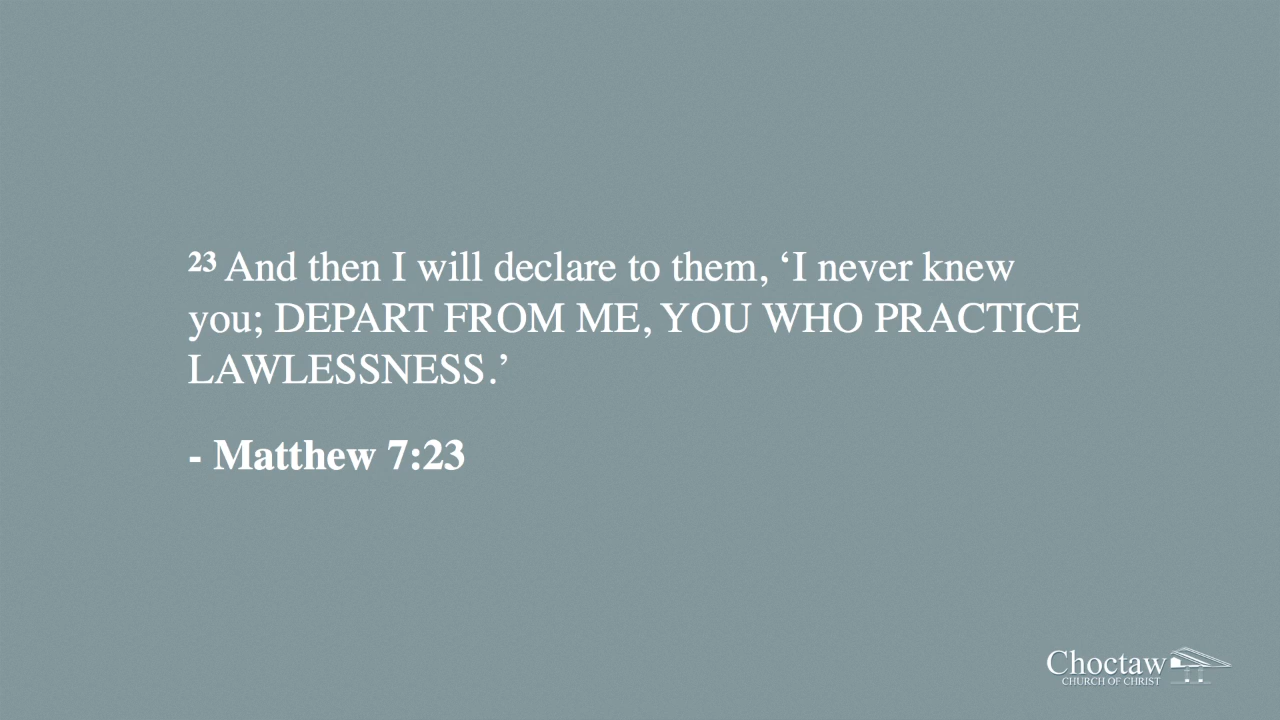 23 And then I will declare to them, ‘I never knew
you; DEPART FROM ME, YOU WHO PRACTICE
LAWLESSNESS.’
- Matthew 7:23
Choctaw
CHURCH OF CHRIST